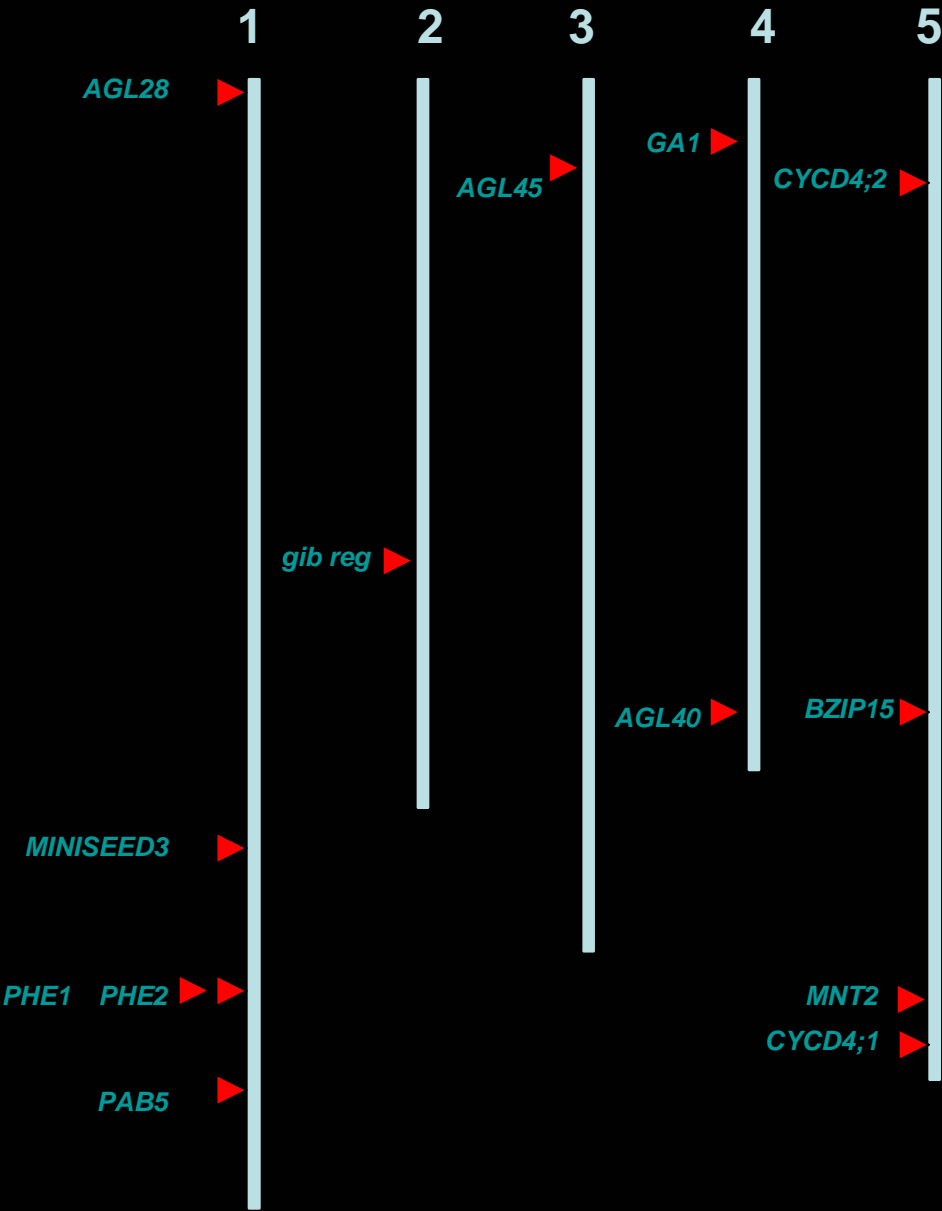 1 2 3 4 5
AGL28
GA1
CYCD4;2
AGL45
gib reg
AGL40
BZIP15
MINISEED3
PHE1 PHE2
MNT2
CYCD4;1
PAB5